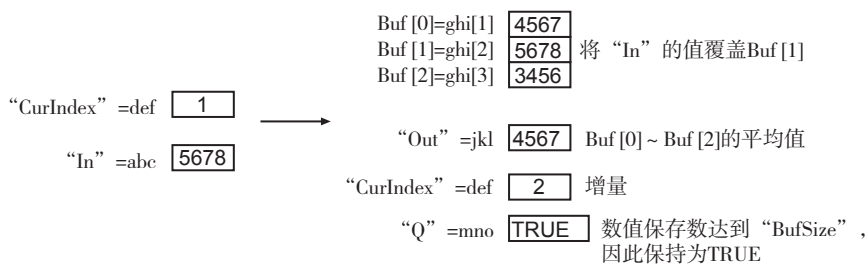 Buf [0]=ghi[1] 4567
Buf [1]=ghi[2] 5678 将“In”的值覆盖Buf [1]
Buf [2]=ghi[3] 3456
“CurIndex”=def 1
“In”=abc 5678
“Out”=jkl 4567 Buf [0] ~ Buf [2]的平均值
“CurIndex”=def 2 增量
“Q”=mno TRUE 数值保存数达到“BufSize”,
因此保持为TRUE